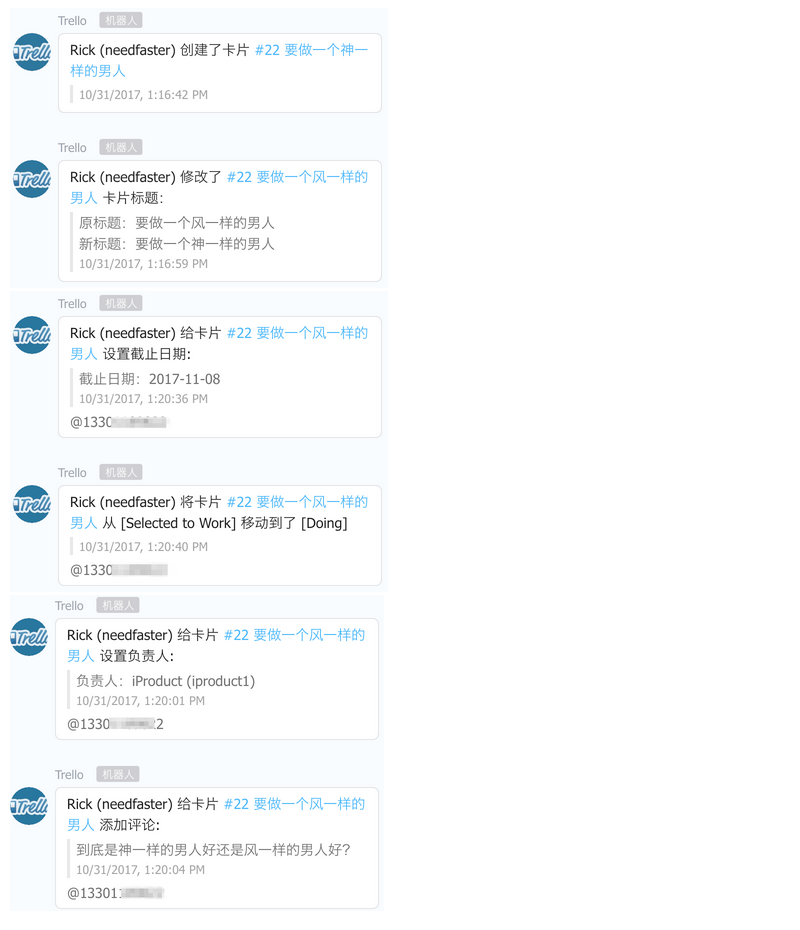 Trello 机器人
Trello
Rick (needfaster) 创建了卡片 #22 要做一个神一
样的男人
10/31/2017, 1:16:42 PM
Trello 机器人
Trello
Rick (needfaster) 修改了 #22 要做一个风一样的
男人 卡片标题：
原标题：要做一个风一样的男人
新标题：要做一个神一样的男人
10/31/2017, 1:16:59 PM
Trello 机器人
Trello
Rick (needfaster) 给卡片 #22 要做一个风一样的
男人 设置截止日期:
截止日期：2017-11-08
10/31/2017, 1:20:36 PM
@1330
Trello 机器人
Trello
Rick (needfaster) 将卡片 #22 要做一个风一样的
男人 从 [Selected to Work] 移动到了 [Doing]
10/31/2017, 1:20:40 PM
@1330
Trello 机器人
Trello
Rick (needfaster) 给卡片 #22 要做一个风一样的
男人 设置负责人:
负责人：iProduct (iproduct1)
10/31/2017, 1:20:01 PM
@1330 2
Trello 机器人
Trello
Rick (needfaster) 给卡片 #22 要做一个风一样的
男人 添加评论:
到底是神一样的男人好还是风一样的男人好？
10/31/2017, 1:20:04 PM
@13301